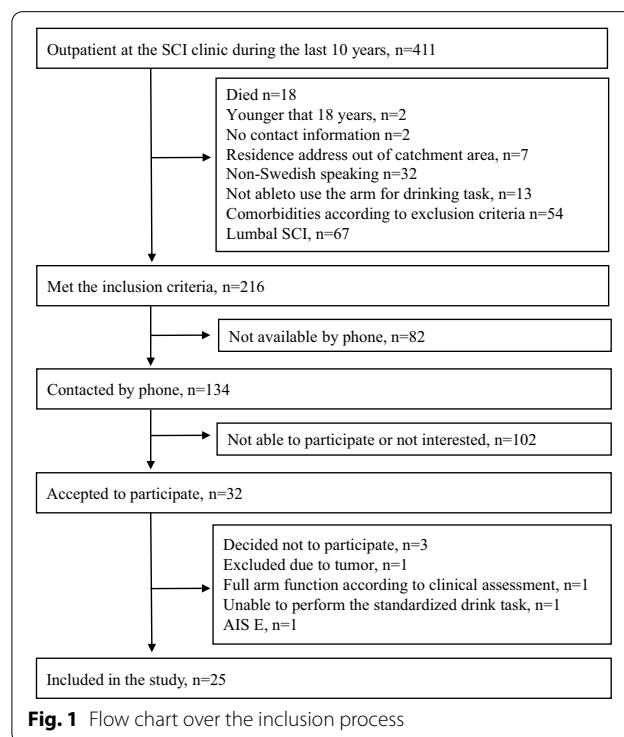 Outpatient at the SCI clinic during the last 10 years, n=411
Died n=18
Younger that 18 years, n=2
No contact information n=2
Residence address out of catchment area, n=7
Non-Swedish speaking n=32
Not ableto use the arm for drinking task, n=13
Comorbidities according to exclusion criteria n=54
Lumbal SCI, n=67
Met the inclusion criteria, n=216
Not available by phone, n=82
Contacted by phone, n=134
Not able to participate or not interested, n=102
Accepted to participate, n=32
Decided not to participate, n=3
Excluded due to tumor, n=1
Full arm function according to clinical assessment, n=1
Unable to perform the standardized drink task, n=1
AIS E, n=1
Included in the study, n=25
Fig. 1 Flow chart over the inclusion process